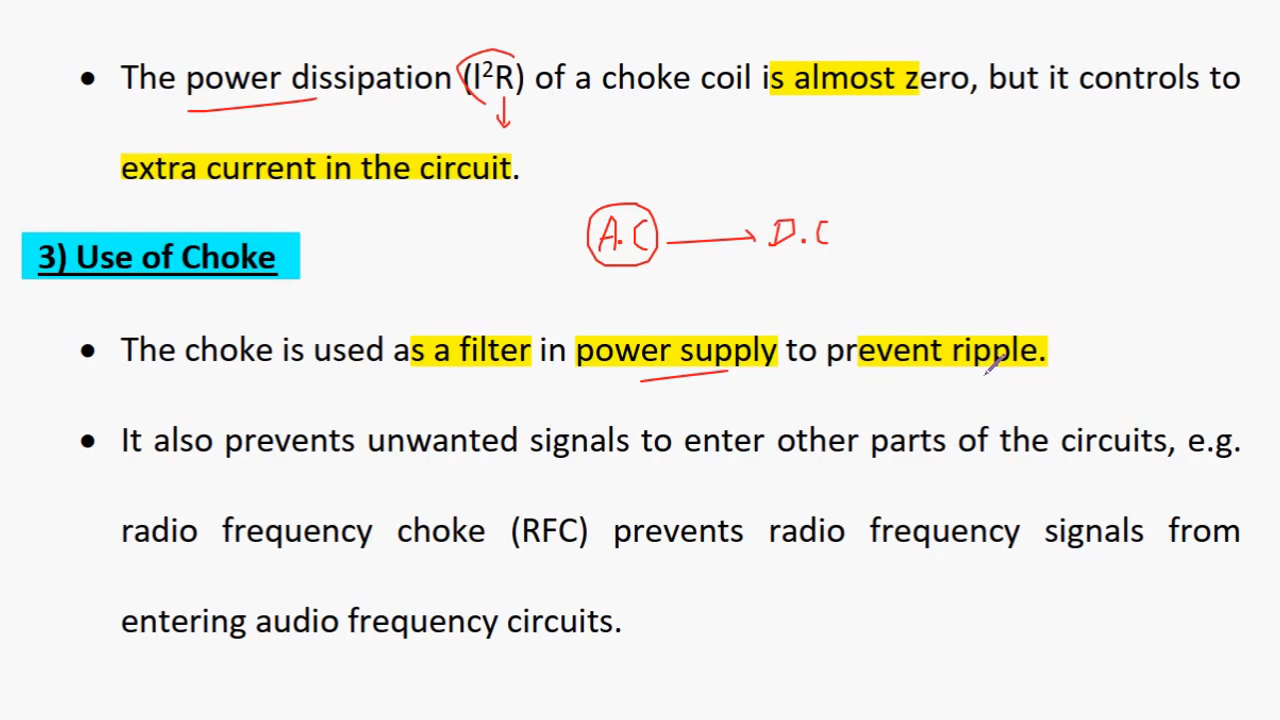 • The power dissipation (I²R) of a choke coil is almost zero, but it controls to
extra current in the circuit.
A.C → D.C
3) Use of Choke
• The choke is used as a filter in power supply to prevent ripple.
• It also prevents unwanted signals to enter other parts of the circuits, e.g.
radio frequency choke (RFC) prevents radio frequency signals from
entering audio frequency circuits.